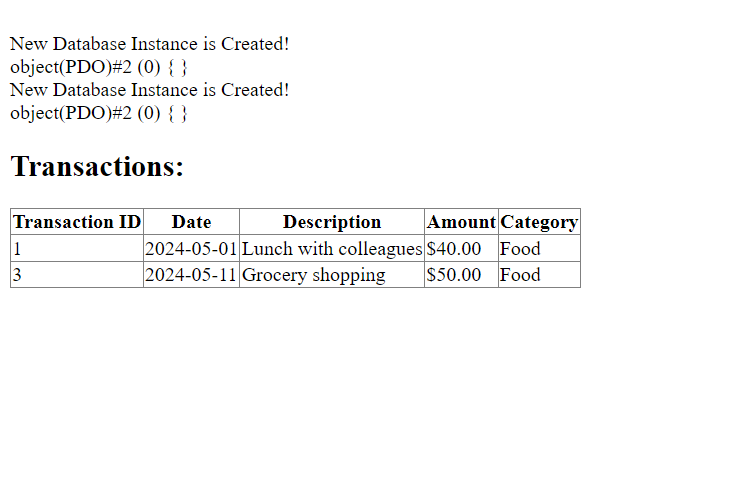 New Database Instance is Created!
object(PDO)#2 (0) { }
New Database Instance is Created!
object(PDO)#2 (0) { }
Transactions:
Transaction ID Date Description Amount Category
1 2024-05-01 Lunch with colleagues $40.00 Food
3 2024-05-11 Grocery shopping $50.00 Food